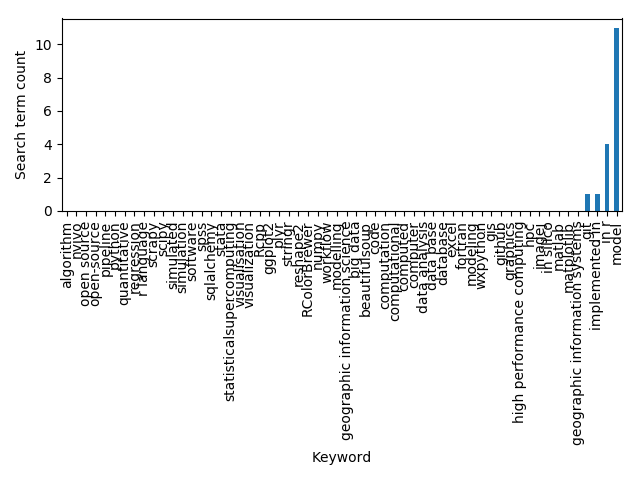 Search term count
10
8
6
4
2
0
algorithm
nvivo
open source
open-source
pipeline
python
quantitative
regression
r language
scrapy
scipy
simulated
simulation
software
spss
sqlalchemy
stata
statisticalsupercomputing
visualisation
visualization
Rcpp
ggplot2
plyr
stringr
reshape2
RColorBrewer
numpy
workflow
modelling
geographic information science
big data
beautifulsoup
code
computation
computational
computed
computer
data analysis
data base
database
excel
fortran
modeling
wxpython
gis
github
graphics
high performance computing
hpc
imagej
in silico
matlab
matplotlib
geographic information systems
git
implemented in
in r
model
Keyword